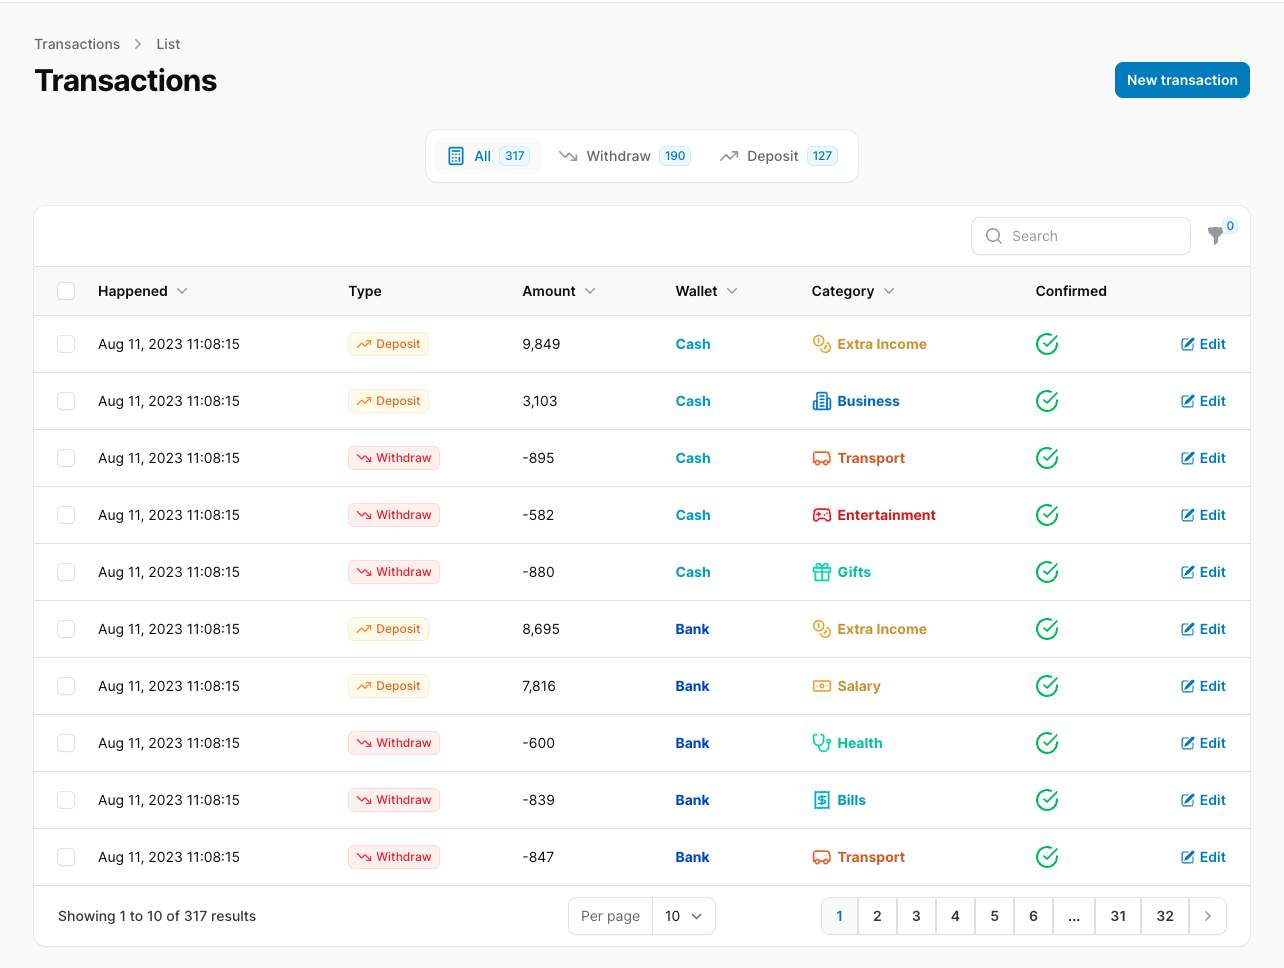 Transactions > List
Transactions
New transaction
All 317 Withdraw 190 Deposit 127
Search 0
Happened Type Amount Wallet Category Confirmed
Aug 11, 2023 11:08:15 Deposit 9,849 Cash Extra Income Edit
Aug 11, 2023 11:08:15 Deposit 3,103 Cash Business Edit
Aug 11, 2023 11:08:15 Withdraw -895 Cash Transport Edit
Aug 11, 2023 11:08:15 Withdraw -582 Cash Entertainment Edit
Aug 11, 2023 11:08:15 Withdraw -880 Cash Gifts Edit
Aug 11, 2023 11:08:15 Deposit 8,695 Bank Extra Income Edit
Aug 11, 2023 11:08:15 Deposit 7,816 Bank Salary Edit
Aug 11, 2023 11:08:15 Withdraw -600 Bank Health Edit
Aug 11, 2023 11:08:15 Withdraw -839 Bank Bills Edit
Aug 11, 2023 11:08:15 Withdraw -847 Bank Transport Edit
Showing 1 to 10 of 317 results Per page 10 1 2 3 4 5 6 ... 31 32 >